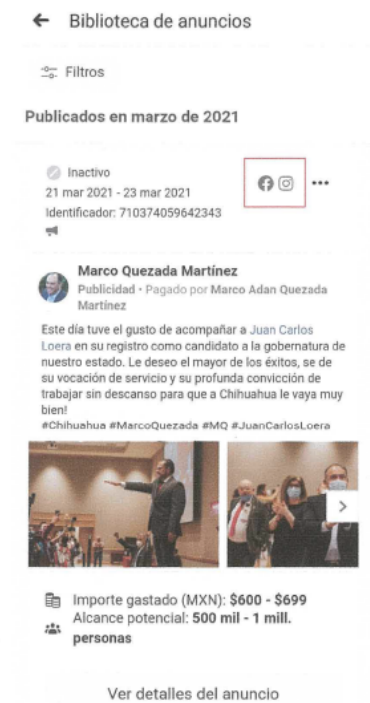 Biblioteca de anuncios
Filtros
Publicados en marzo de 2021
Inactivo
21 mar 2021 - 23 mar 2021
Identificador: 710374059642343
Marco Quezada Martínez
Publicidad • Pagado por Marco Adan Quezada
Martínez
Este día tuve el gusto de acompañar a Juan Carlos
Loera en su registro como candidato a la gobernatura de
nuestro estado. Le deseo el mayor de los éxitos, se de
su vocación de servicio y su profunda convicción de
trabajar sin descanso para que a Chihuahua le vaya muy
bien!
#Chihuahua #MarcoQuezada #MQ #JuanCarlosLoera
Importe gastado (MXN): $600 - $699
Alcance potencial: 500 mil - 1 mill.
personas
Ver detalles del anuncio